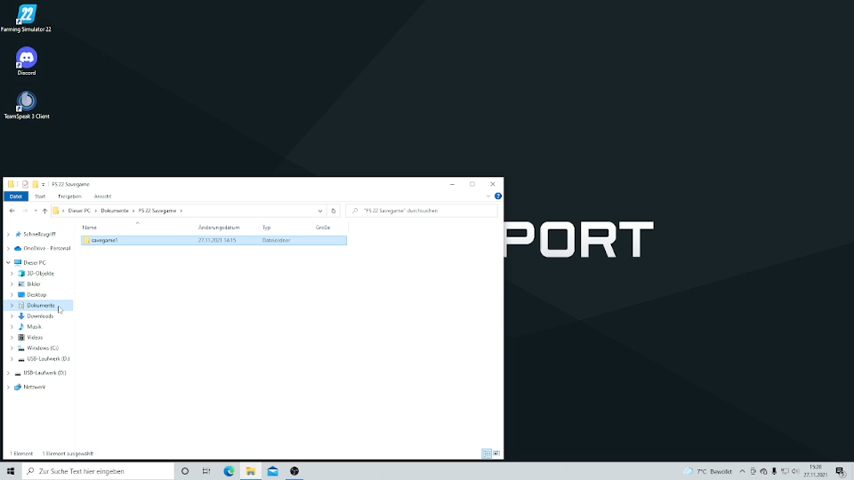 Farming Simulator 22
Discord
TeamSpeak 3 Client
PORT
FS 22 Savegame
Datei Start Freigeben Ansicht
Dieser PC > Dokumente > FS 22 Savegame >
"FS 22 Savegame" durchsuchen
Name Änderungsdatum Typ Größe
savegame1 27.11.2021 14:15 Dateiordner
Schnellzugriff
OneDrive - Personal
Dieser PC
3D-Objekte
Bilder
Desktop
Dokumente
Downloads
Musik
Videos
Windows (C:)
USB-Laufwerk (D:)
USB-Laufwerk (D:)
Netzwerk
1 Element 1 Element ausgewählt
Zur Suche Text hier eingeben
7°C Bewölkt
15:28
27.11.2021